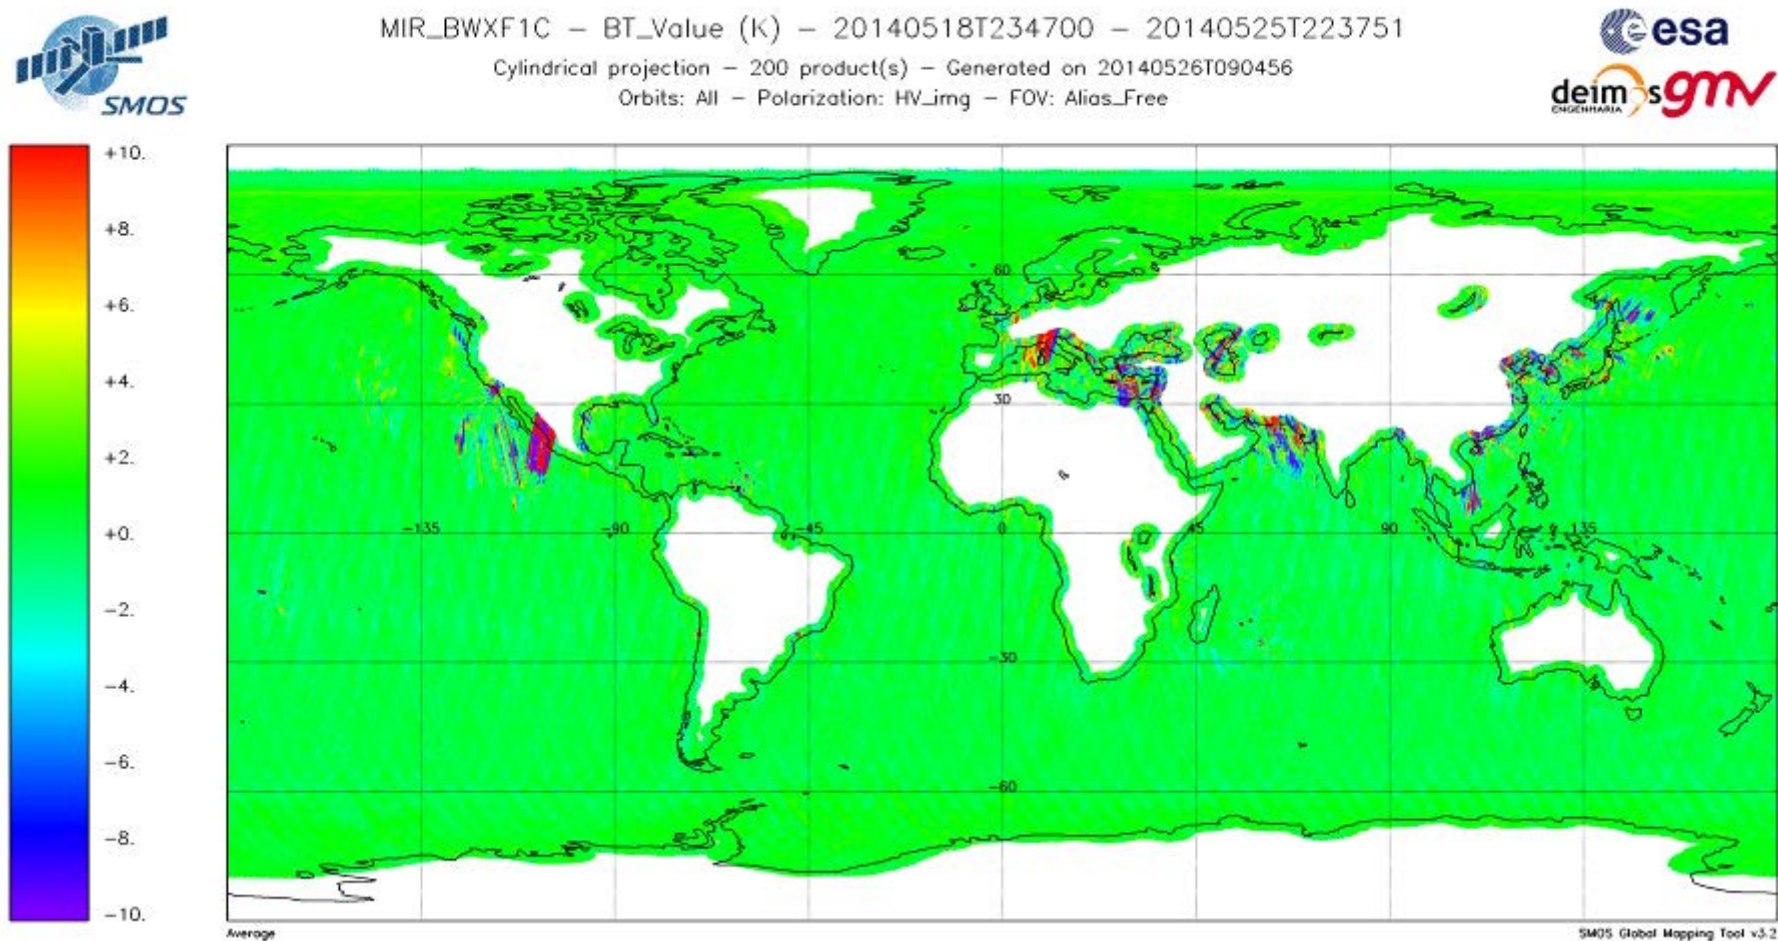 MIR_BWXF1C – BT_Value (K) – 20140518T234700 – 20140525T223751
Cylindrical projection – 200 product(s) – Generated on 20140526T090456
Orbits: All – Polarization: HV_img – FOV: Alias_Free
SMOS
esa
deimos
ENGENHARIA
gmv
+10.
+8.
+6.
+4.
+2.
+0.
−2.
−4.
−6.
−8.
−10.
60
30
−135
−90
−45
0
45
90
135
−30
−60
Average
SMOS Global Mapping Tool v3.2